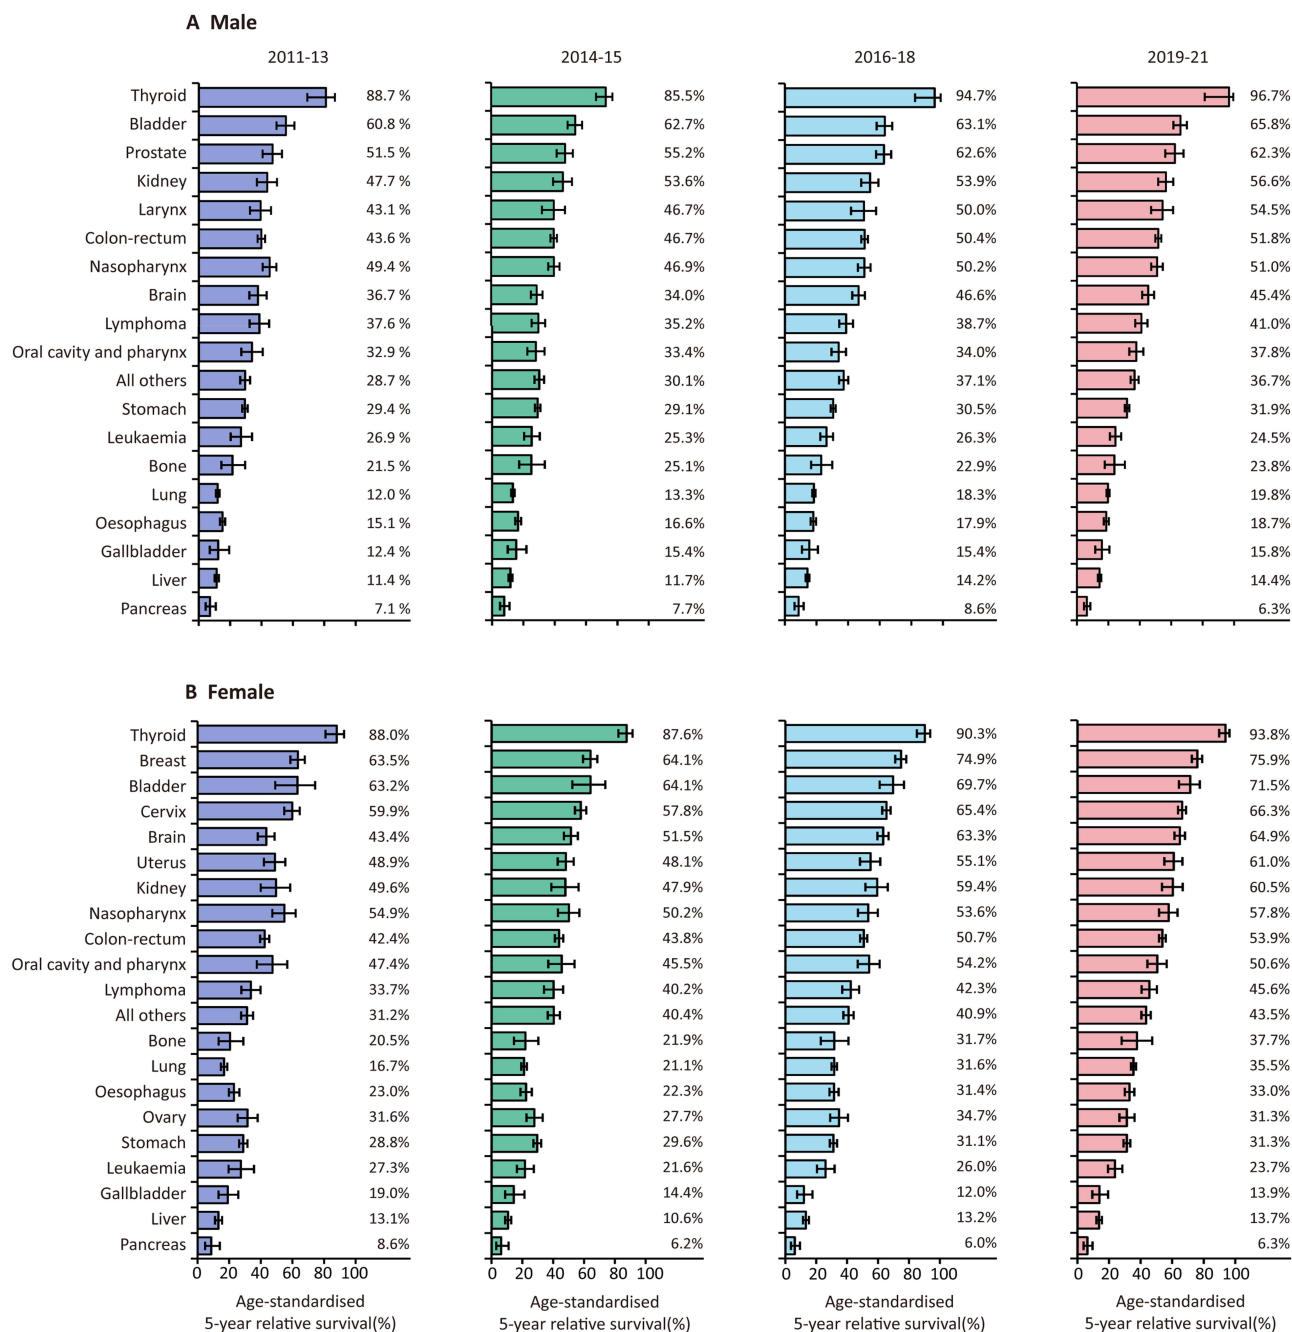 A Male
2011-13 2014-15 2016-18 2019-21
Thyroid 88.7 % 85.5% 94.7% 96.7%
Bladder 60.8 % 62.7% 63.1% 65.8%
Prostate 51.5 % 55.2% 62.6% 62.3%
Kidney 47.7 % 53.6% 53.9% 56.6%
Larynx 43.1 % 46.7% 50.0% 54.5%
Colon-rectum 43.6 % 46.7% 50.4% 51.8%
Nasopharynx 49.4 % 46.9% 50.2% 51.0%
Brain 36.7 % 34.0% 46.6% 45.4%
Lymphoma 37.6 % 35.2% 38.7% 41.0%
Oral cavity and pharynx 32.9 % 33.4% 34.0% 37.8%
All others 28.7 % 30.1% 37.1% 36.7%
Stomach 29.4 % 29.1% 30.5% 31.9%
Leukaemia 26.9 % 25.3% 26.3% 24.5%
Bone 21.5 % 25.1% 22.9% 23.8%
Lung 12.0 % 13.3% 18.3% 19.8%
Oesophagus 15.1 % 16.6% 17.9% 18.7%
Gallbladder 12.4 % 15.4% 15.4% 15.8%
Liver 11.4 % 11.7% 14.2% 14.4%
Pancreas 7.1 % 7.7% 8.6% 6.3%
B Female
Thyroid 88.0% 87.6% 90.3% 93.8%
Breast 63.5% 64.1% 74.9% 75.9%
Bladder 63.2% 64.1% 69.7% 71.5%
Cervix 59.9% 57.8% 65.4% 66.3%
Brain 43.4% 51.5% 63.3% 64.9%
Uterus 48.9% 48.1% 55.1% 61.0%
Kidney 49.6% 47.9% 59.4% 60.5%
Nasopharynx 54.9% 50.2% 53.6% 57.8%
Colon-rectum 42.4% 43.8% 50.7% 53.9%
Oral cavity and pharynx 47.4% 45.5% 54.2% 50.6%
Lymphoma 33.7% 40.2% 42.3% 45.6%
All others 31.2% 40.4% 40.9% 43.5%
Bone 20.5% 21.9% 31.7% 37.7%
Lung 16.7% 21.1% 31.6% 35.5%
Oesophagus 23.0% 22.3% 31.4% 33.0%
Ovary 31.6% 27.7% 34.7% 31.3%
Stomach 28.8% 29.6% 31.1% 31.3%
Leukaemia 27.3% 21.6% 26.0% 23.7%
Gallbladder 19.0% 14.4% 12.0% 13.9%
Liver 13.1% 10.6% 13.2% 13.7%
Pancreas 8.6% 6.2% 6.0% 6.3%
0 20 40 60 80 100 0 20 40 60 80 100 0 20 40 60 80 100 0 20 40 60 80 100
Age-standardised Age-standardised Age-standardised Age-standardised
5-year relative survival(%) 5-year relative survival(%) 5-year relative survival(%) 5-year relative survival(%)